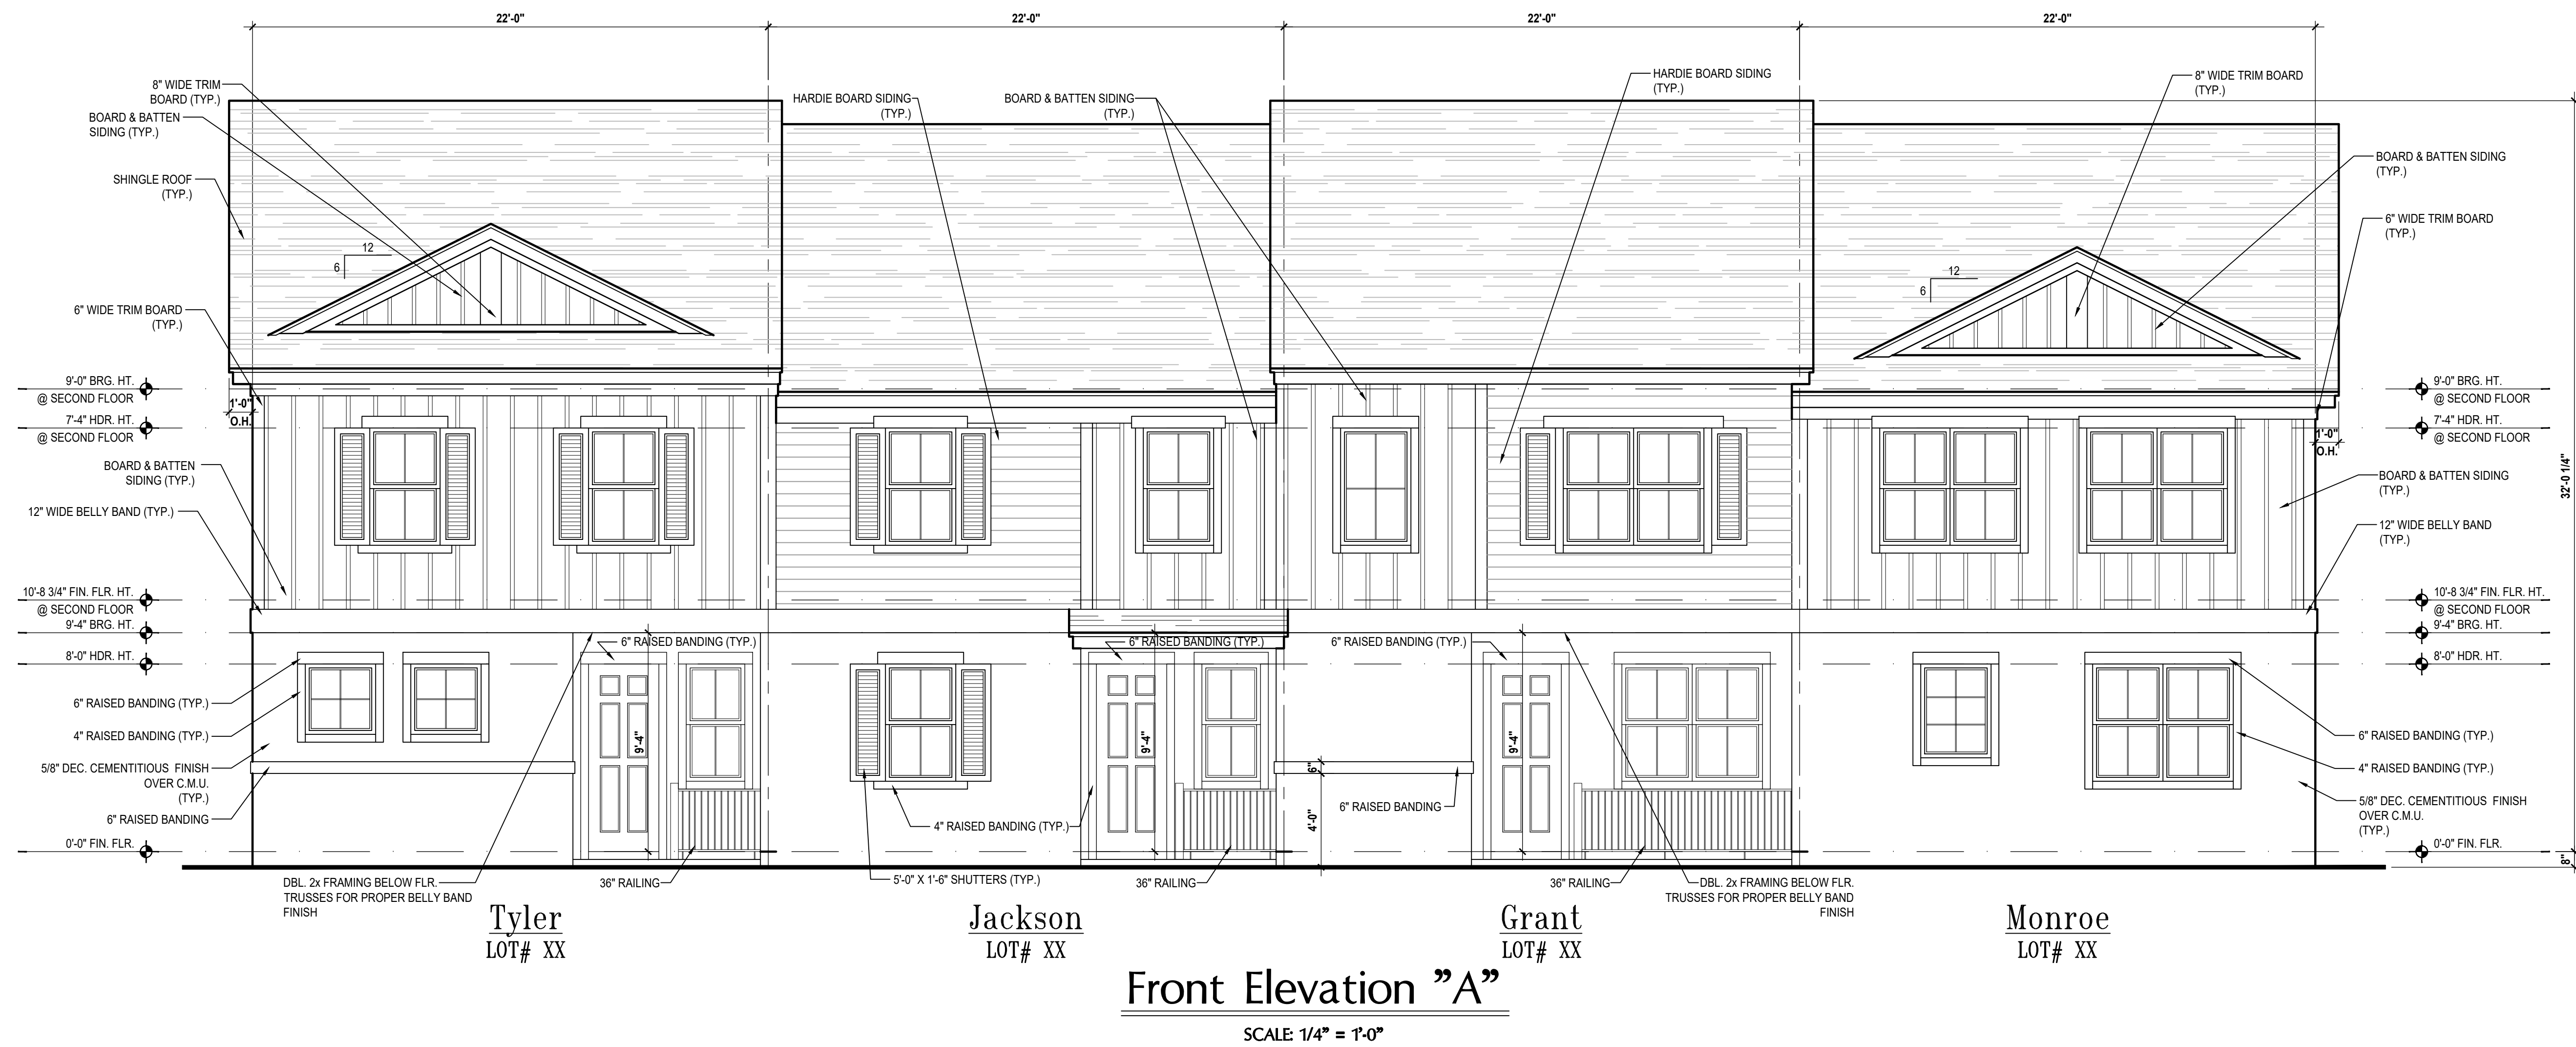 22'-0"
22'-0"
22'-0"
22'-0"
8" WIDE TRIM
BOARD (TYP.)
BOARD & BATTEN
SIDING (TYP.)
SHINGLE ROOF
(TYP.)
12
6
6" WIDE TRIM BOARD
(TYP.)
9'-0" BRG. HT.
@ SECOND FLOOR
1'-0"
O.H.
7'-4" HDR. HT.
@ SECOND FLOOR
BOARD & BATTEN
SIDING (TYP.)
12" WIDE BELLY BAND (TYP.)
10'-8 3/4" FIN. FLR. HT.
@ SECOND FLOOR
9'-4" BRG. HT.
8'-0" HDR. HT.
6" RAISED BANDING (TYP.)
4" RAISED BANDING (TYP.)
5/8" DEC. CEMENTITIOUS FINISH
OVER C.M.U.
(TYP.)
6" RAISED BANDING
0'-0" FIN. FLR.
HARDIE BOARD SIDING
(TYP.)
BOARD & BATTEN SIDING
(TYP.)
HARDIE BOARD SIDING
(TYP.)
8" WIDE TRIM BOARD
(TYP.)
BOARD & BATTEN SIDING
(TYP.)
6" WIDE TRIM BOARD
(TYP.)
12
6
9'-0" BRG. HT.
@ SECOND FLOOR
7'-4" HDR. HT.
@ SECOND FLOOR
1'-0"
O.H.
32'-0 1/4"
BOARD & BATTEN SIDING
(TYP.)
12" WIDE BELLY BAND
(TYP.)
10'-8 3/4" FIN. FLR. HT.
@ SECOND FLOOR
9'-4" BRG. HT.
8'-0" HDR. HT.
6" RAISED BANDING (TYP.)
4" RAISED BANDING (TYP.)
5/8" DEC. CEMENTITIOUS FINISH
OVER C.M.U.
(TYP.)
0'-0" FIN. FLR.
8"
6" RAISED BANDING (TYP.)
6" RAISED BANDING (TYP.)
6" RAISED BANDING (TYP.)
9'-4"
9'-4"
9'-4"
6"
6" RAISED BANDING
4'-0"
4" RAISED BANDING (TYP.)
DBL. 2x FRAMING BELOW FLR.
TRUSSES FOR PROPER BELLY BAND
FINISH
36" RAILING
5'-0" X 1'-6" SHUTTERS (TYP.)
36" RAILING
36" RAILING
DBL. 2x FRAMING BELOW FLR.
TRUSSES FOR PROPER BELLY BAND
FINISH
Tyler
LOT# XX
Jackson
LOT# XX
Grant
LOT# XX
Monroe
LOT# XX
Front Elevation "A"
SCALE: 1/4" = 1'-0"